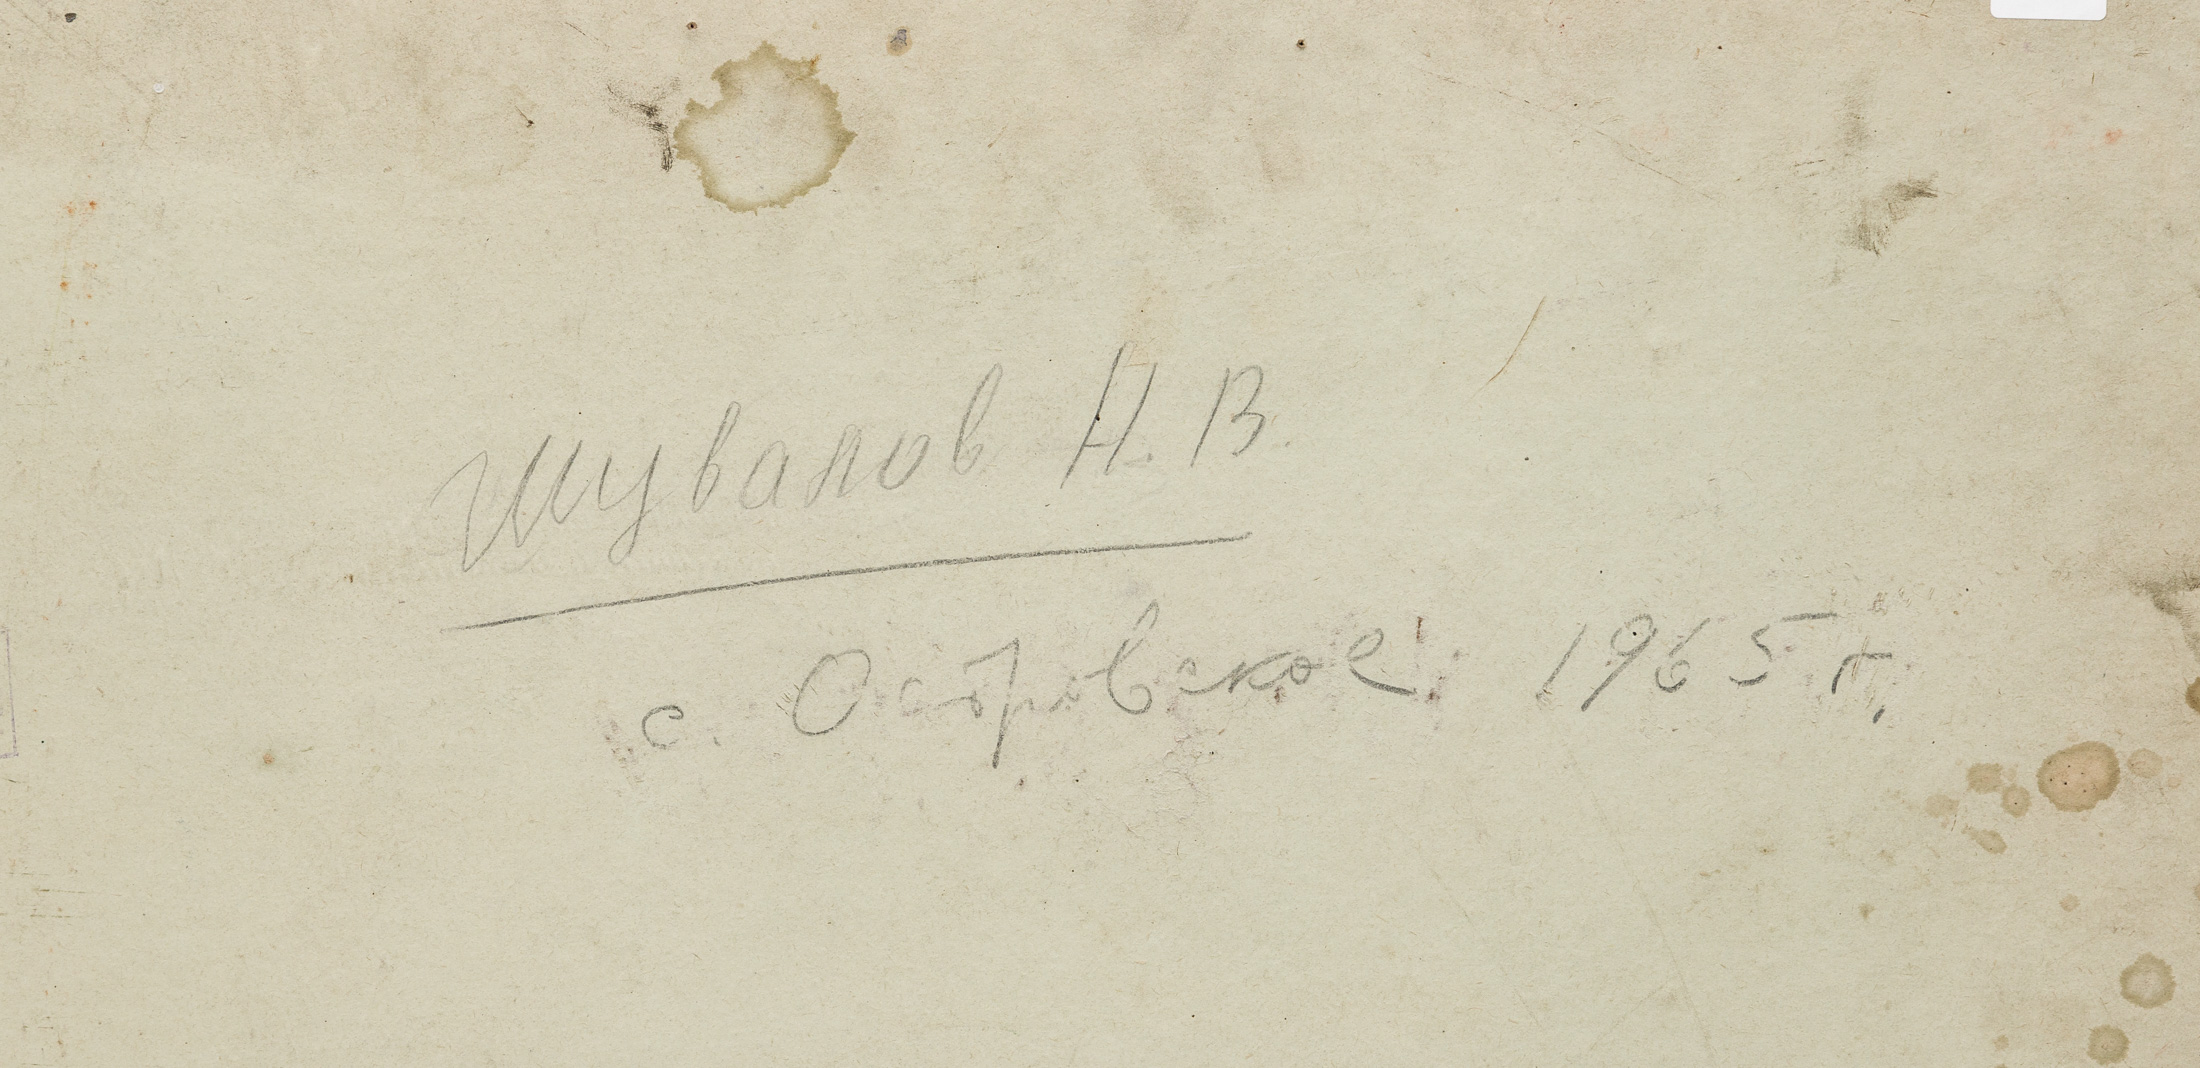 Шувалов Н.В.
с. Островское 1965 г.